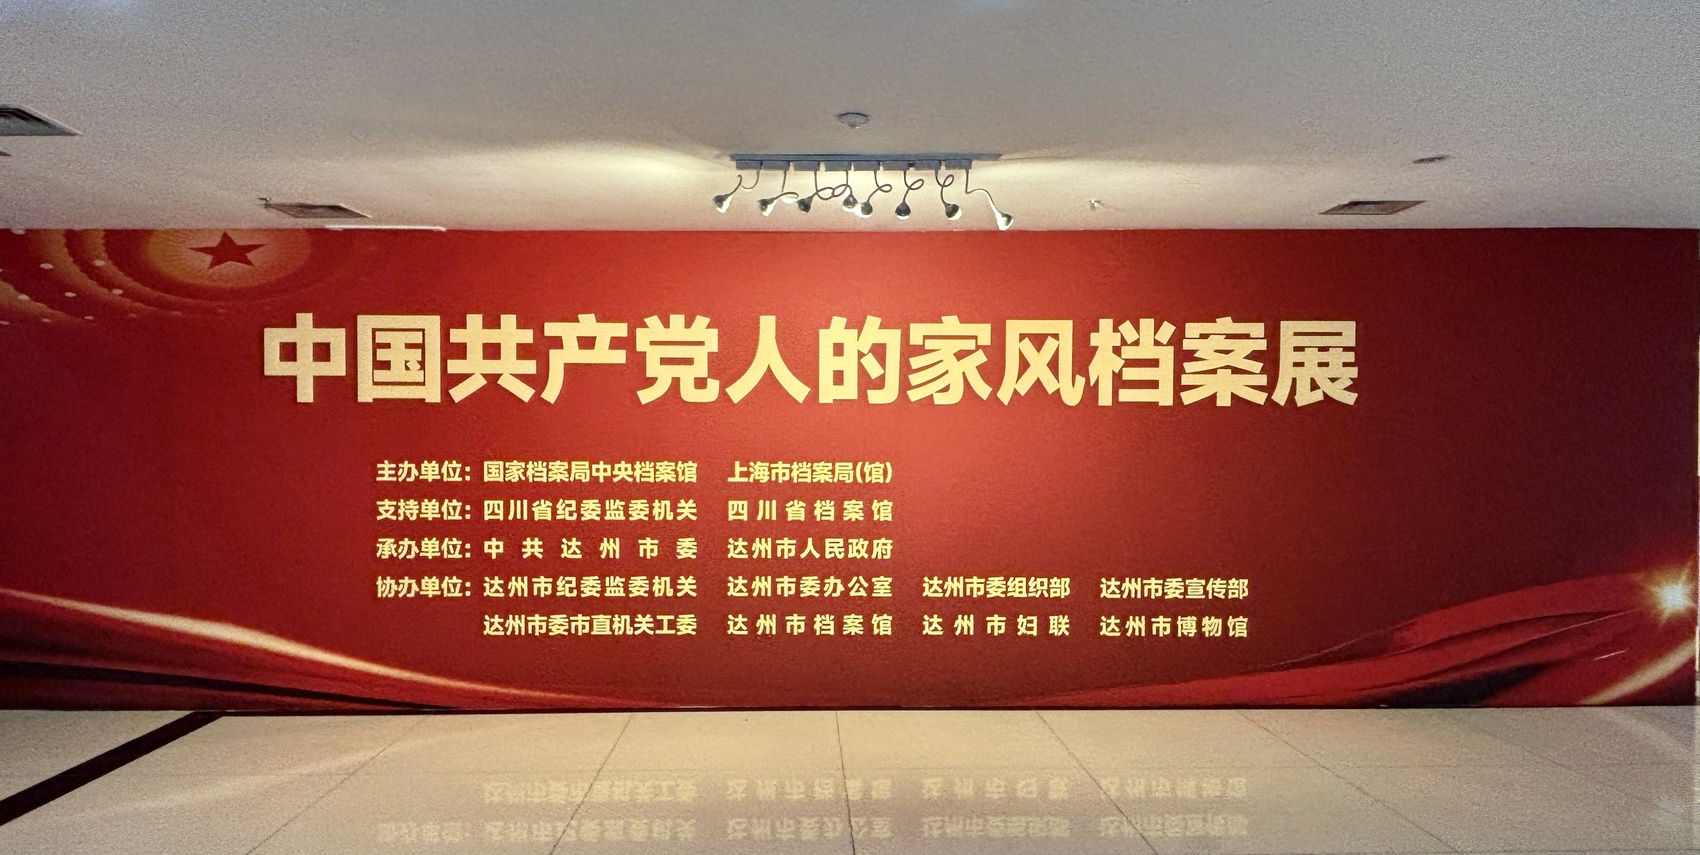 中国共产党人的家风档案展
主办单位：国家档案局中央档案馆 上海市档案局(馆)
支持单位：四川省纪委监委机关 四川省档案馆
承办单位：中共达州市委 达州市人民政府
协办单位：达州市纪委监委机关 达州市委办公室 达州市委组织部 达州市委宣传部
达州市委市直机关工委 达州市档案馆 达州市妇联 达州市博物馆